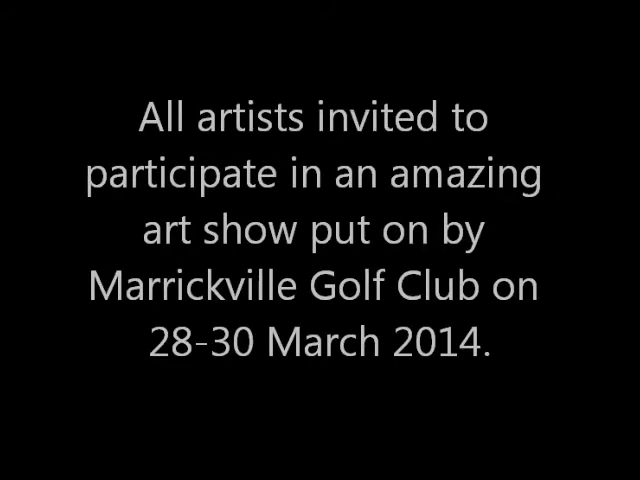 All artists invited to
participate in an amazing
art show put on by
Marrickville Golf Club on
28-30 March 2014.